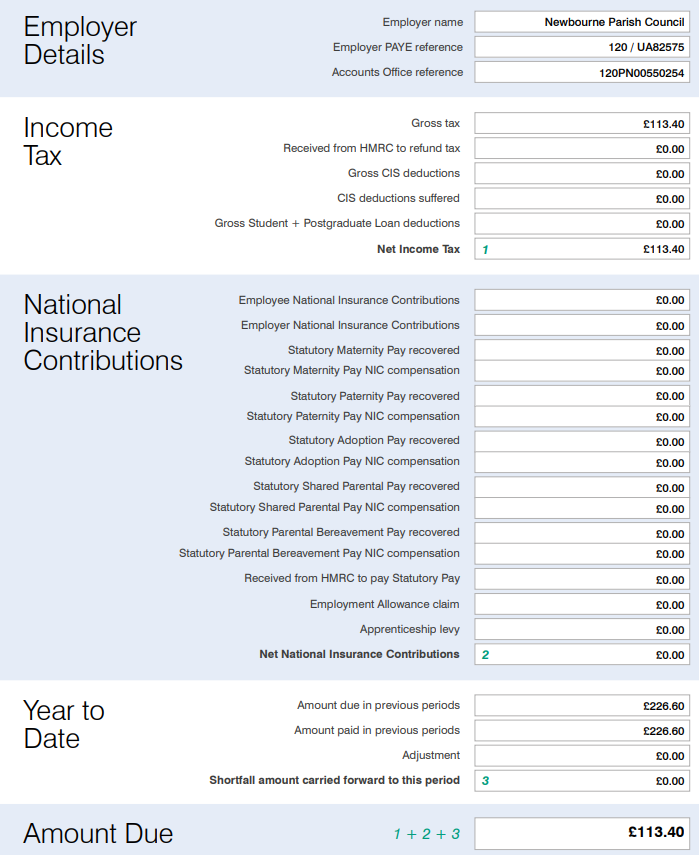 Employer
Details
Employer name Newbourne Parish Council
Employer PAYE reference 120 / UA82575
Accounts Office reference 120PN00550254
Income
Tax
Gross tax £113.40
Received from HMRC to refund tax £0.00
Gross CIS deductions £0.00
CIS deductions suffered £0.00
Gross Student + Postgraduate Loan deductions £0.00
Net Income Tax 1 £113.40
National
Insurance
Contributions
Employee National Insurance Contributions £0.00
Employer National Insurance Contributions £0.00
Statutory Maternity Pay recovered £0.00
Statutory Maternity Pay NIC compensation £0.00
Statutory Paternity Pay recovered £0.00
Statutory Paternity Pay NIC compensation £0.00
Statutory Adoption Pay recovered £0.00
Statutory Adoption Pay NIC compensation £0.00
Statutory Shared Parental Pay recovered £0.00
Statutory Shared Parental Pay NIC compensation £0.00
Statutory Parental Bereavement Pay recovered £0.00
Statutory Parental Bereavement Pay NIC compensation £0.00
Received from HMRC to pay Statutory Pay £0.00
Employment Allowance claim £0.00
Apprenticeship levy £0.00
Net National Insurance Contributions 2 £0.00
Year to
Date
Amount due in previous periods £226.60
Amount paid in previous periods £226.60
Adjustment £0.00
Shortfall amount carried forward to this period 3 £0.00
Amount Due 1 + 2 + 3 £113.40